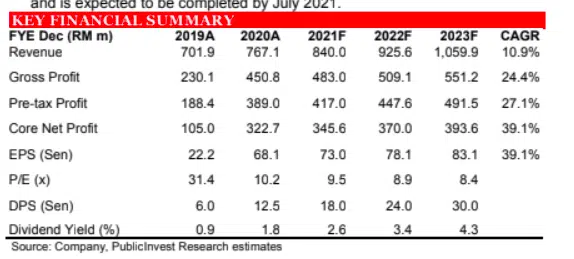 and is expected to be completed by July 2021.
KEY FINANCIAL SUMMARY
FYE Dec (RM m) 2019A 2020A 2021F 2022F 2023F CAGR
Revenue 701.9 767.1 840.0 925.6 1,059.9 10.9%
Gross Profit 230.1 450.8 483.0 509.1 551.2 24.4%
Pre-tax Profit 188.4 389.0 417.0 447.6 491.5 27.1%
Core Net Profit 105.0 322.7 345.6 370.0 393.6 39.1%
EPS (Sen) 22.2 68.1 73.0 78.1 83.1 39.1%
P/E (x) 31.4 10.2 9.5 8.9 8.4
DPS (Sen) 6.0 12.5 18.0 24.0 30.0
Dividend Yield (%) 0.9 1.8 2.6 3.4 4.3
Source: Company, PublicInvest Research estimates